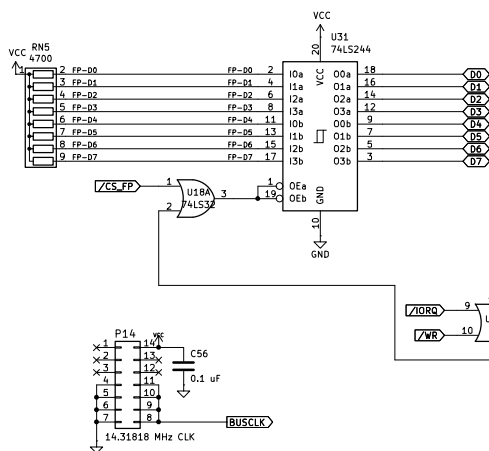 VCC
RN5
4700
VCC
1
2 FP-D0
3 FP-D1
4 FP-D2
5 FP-D3
6 FP-D4
7 FP-D5
8 FP-D6
9 FP-D7
U31
74LS244
20
VCC
FP-D0 2 I0a O0a 18 D0
FP-D1 4 I1a O1a 16 D1
FP-D2 6 I2a O2a 14 D2
FP-D3 8 I3a O3a 12 D3
FP-D4 11 I0b O0b 9 D4
FP-D5 13 I1b O1b 7 D5
FP-D6 15 I2b O2b 5 D6
FP-D7 17 I3b O3b 3 D7
1 OEa
19 OEb
GND
10
GND
/CS_FP 1
2
U18A
74LS32
3
/IORQ 9
/WR 10
U
P14
VCC
1 14
2 13
3 12
4 11
5 10
6 9
7 8
C56
0.1 uF
BUSCLK
14.31818 MHz CLK